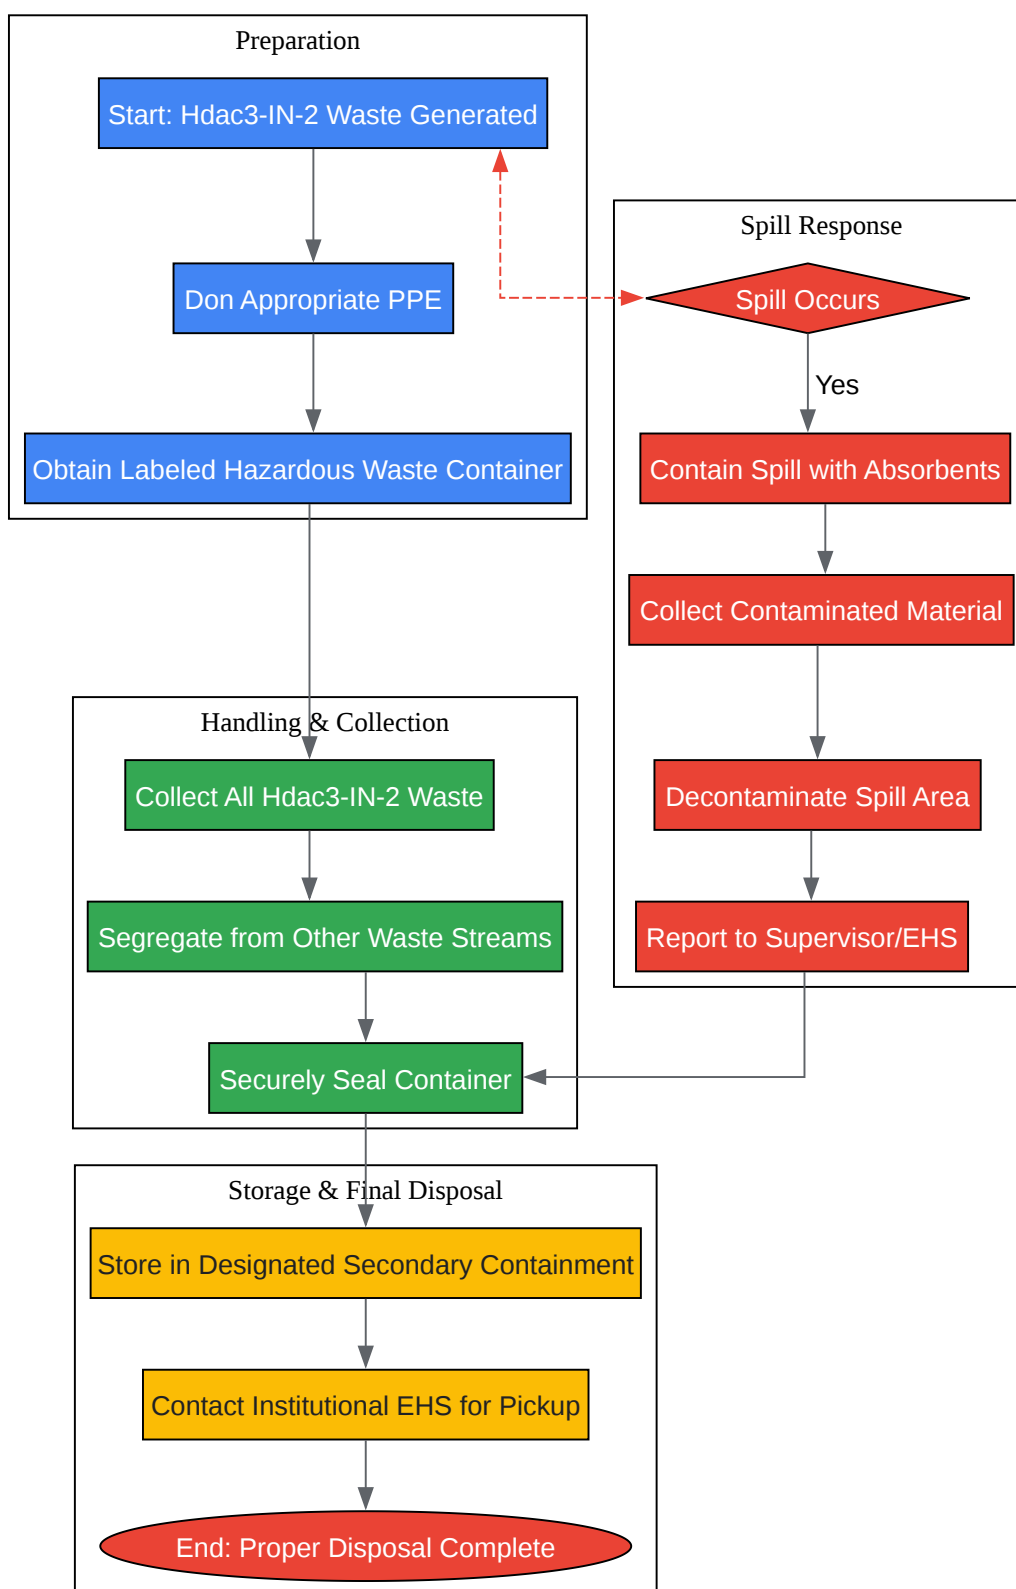 Preparation
Start: Hdac3-IN-2 Waste Generated
Don Appropriate PPE
Obtain Labeled Hazardous Waste Container
Spill Response
Spill Occurs
Yes
Contain Spill with Absorbents
Collect Contaminated Material
Decontaminate Spill Area
Report to Supervisor/EHS
Handling & Collection
Collect All Hdac3-IN-2 Waste
Segregate from Other Waste Streams
Securely Seal Container
Storage & Final Disposal
Store in Designated Secondary Containment
Contact Institutional EHS for Pickup
End: Proper Disposal Complete